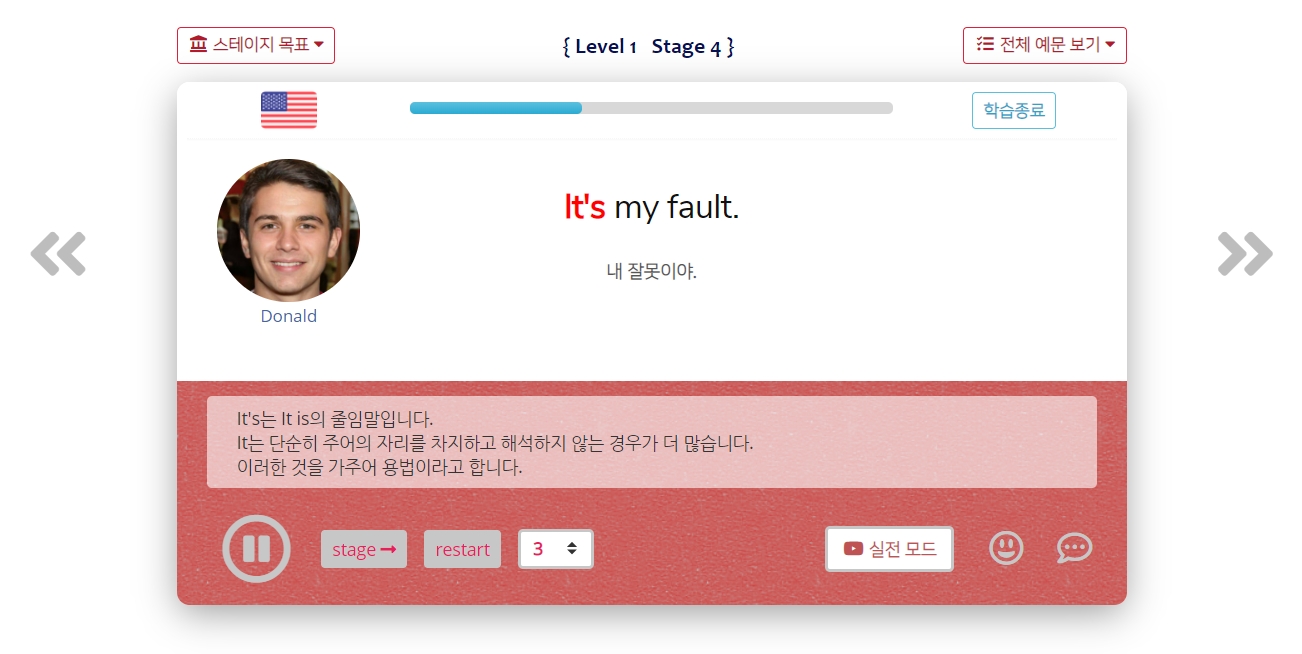 스테이지 목표
{ Level 1 Stage 4 }
전체 예문 보기
학습종료
It's my fault.
내 잘못이야.
Donald
It's는 It is의 줄임말입니다.
It는 단순히 주어의 자리를 차지하고 해석하지 않는 경우가 더 많습니다.
이러한 것을 가주어 용법이라고 합니다.
stage
restart
3
실전 모드